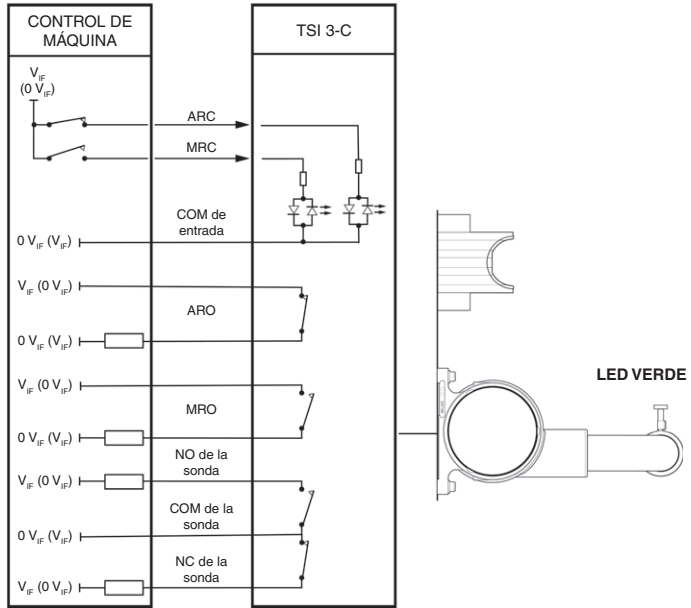 CONTROL DE
MÁQUINA
TSI 3-C
V_IF
(0 V_IF)
ARC
MRC
COM de
entrada
0 V_IF (V_IF)
V_IF (0 V_IF)
ARO
0 V_IF (V_IF)
V_IF (0 V_IF)
MRO
0 V_IF (V_IF)
NO de la
sonda
V_IF (0 V_IF)
COM de la
sonda
0 V_IF (V_IF)
NC de la
sonda
V_IF (0 V_IF)
LED VERDE